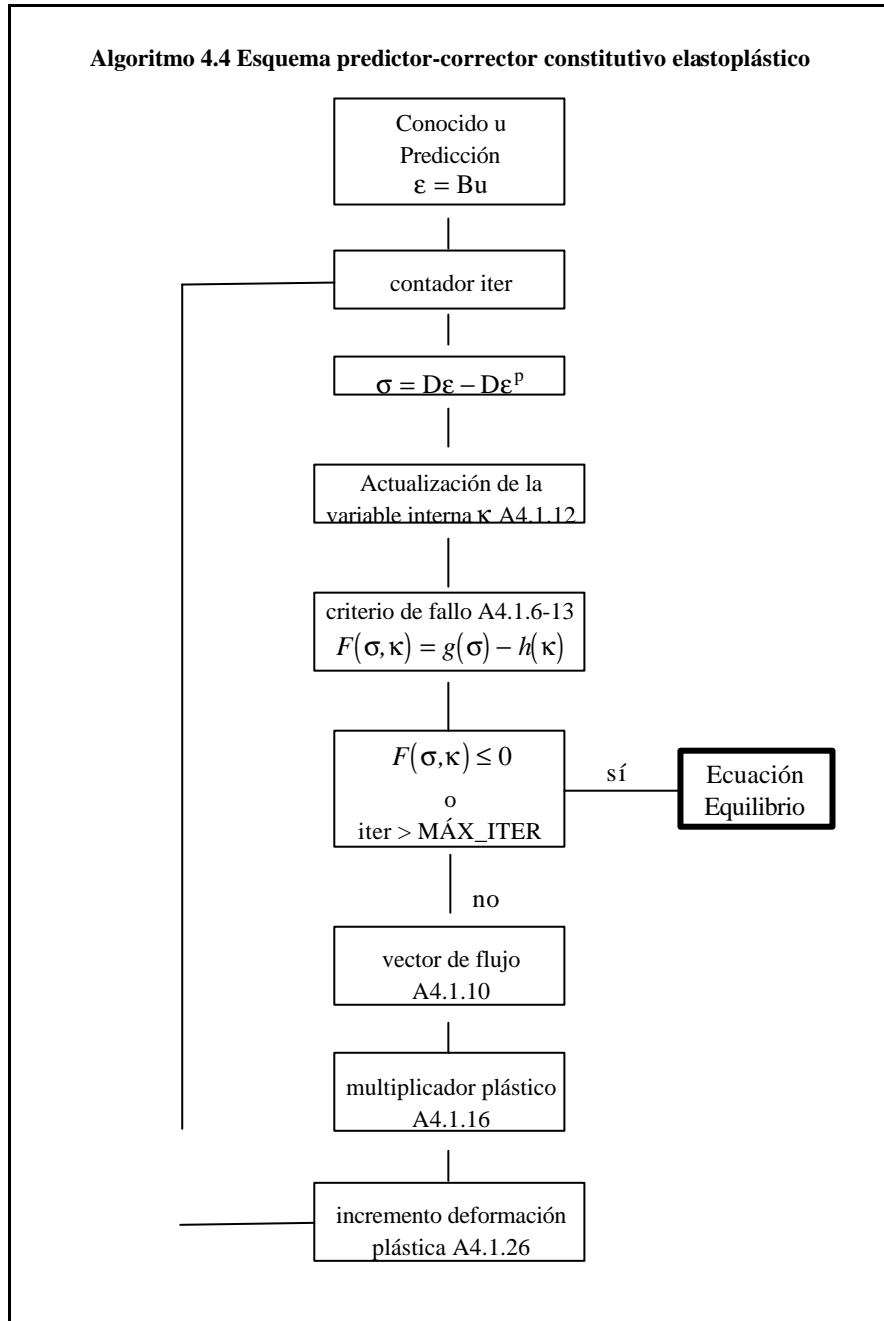 Algoritmo 4.4 Esquema predictor-corrector constitutivo elastoplástico
Conocido u
Predicción
ε = Bu
contador iter
σ = Dε − Dεᵖ
Actualización de la
variable interna κ A4.1.12
criterio de fallo A4.1.6-13
F(σ,κ) = g(σ) − h(κ)
F(σ,κ) ≤ 0
o
iter > MÁX_ITER
sí
Ecuación
Equilibrio
no
vector de flujo
A4.1.10
multiplicador plástico
A4.1.16
incremento deformación
plástica A4.1.26